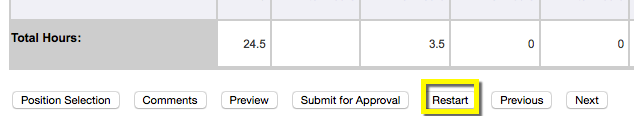 Total Hours: 24.5 3.5 0 0
Position Selection Comments Preview Submit for Approval Restart Previous Next